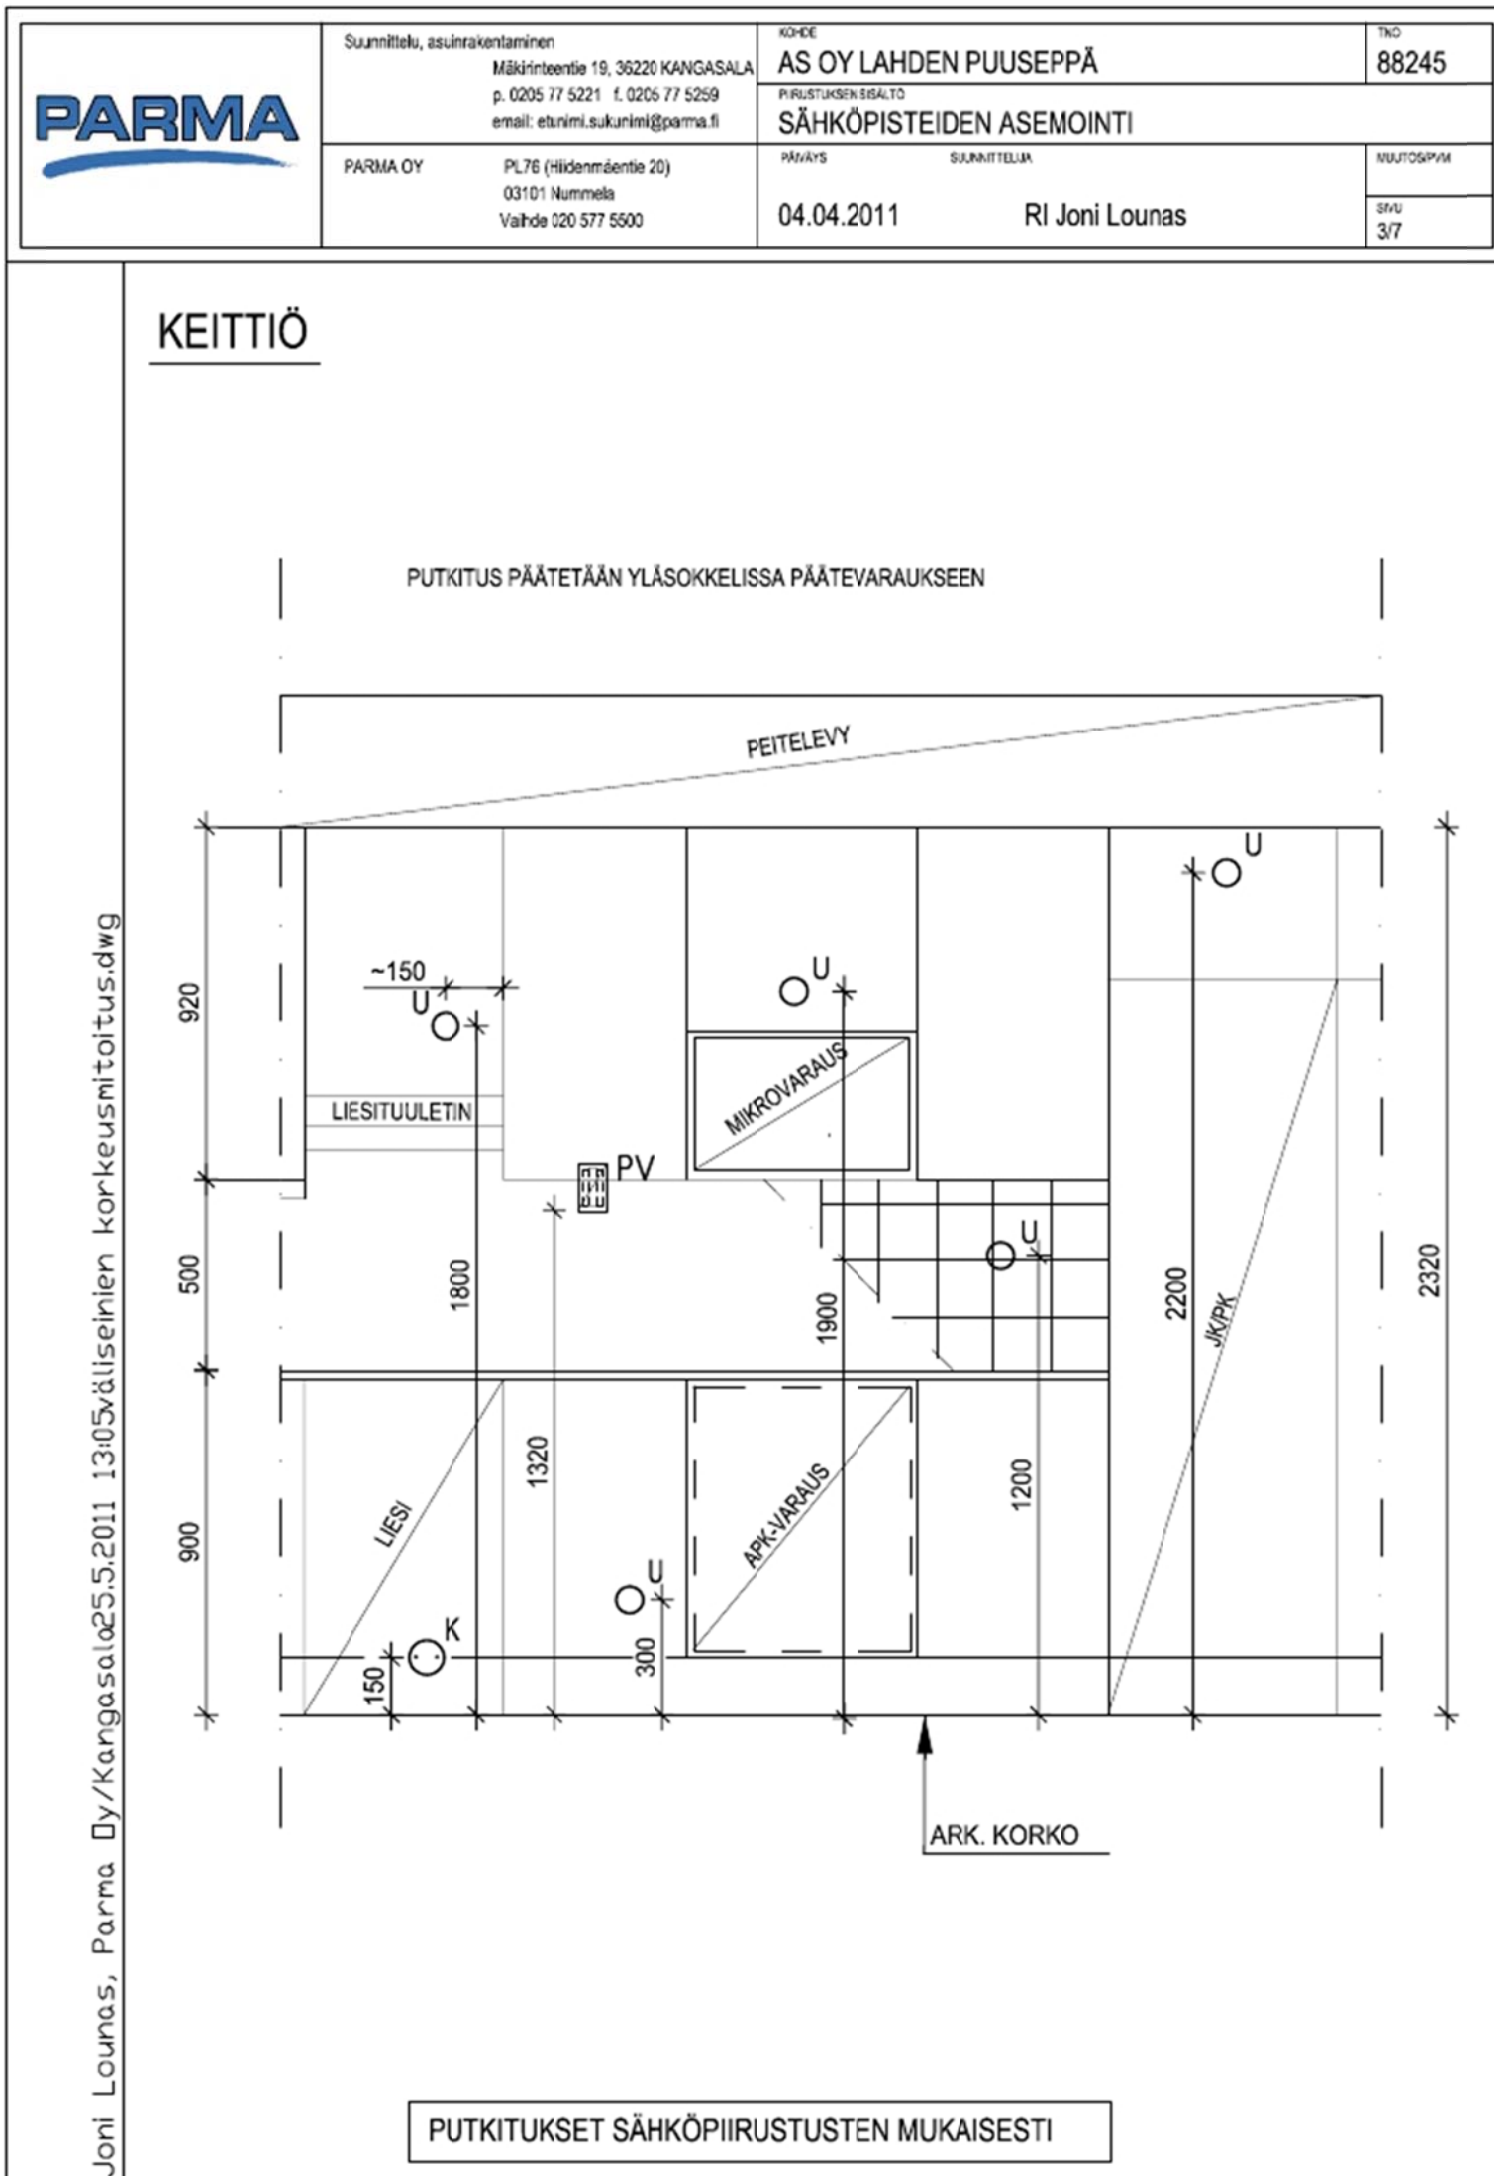 PARMA
Suunnittelu, asuinrakentaminen
Mäkirinteentie 19, 36220 KANGASALA
p. 0205 77 5221 f. 0205 77 5259
email: etunimi.sukunimi@parma.fi
PARMA OY
PL76 (Hiidenmäentie 20)
03101 Nummela
Vaihde 020 577 5500
KOHDE
AS OY LAHDEN PUUSEPPÄ
TNO
88245
PIIRUSTUKSEN SISÄLTÖ
SÄHKÖPISTEIDEN ASEMOINTI
PÄIVÄYS
SUUNNITTELIJA
MUUTOS/PVM
04.04.2011
RI Joni Lounas
SIVU
3/7
KEITTIÖ
PUTKITUS PÄÄTETÄÄN YLÄSOKKELISSA PÄÄTEVARAUKSEEN
PEITELEVY
U
U
~150
U
920
MIKROVARAUS
LIESITUULETIN
PV
U
500
1800
1900
2200
JK/PK
2320
1320
1200
LIESI
APK-VARAUS
900
U
K
300
150
ARK. KORKO
PUTKITUKSET SÄHKÖPIIRUSTUSTEN MUKAISESTI
Joni Lounas, Parma Oy/Kangasala25.5.2011 13:05väliseinien korkeusmitoitus.dwg